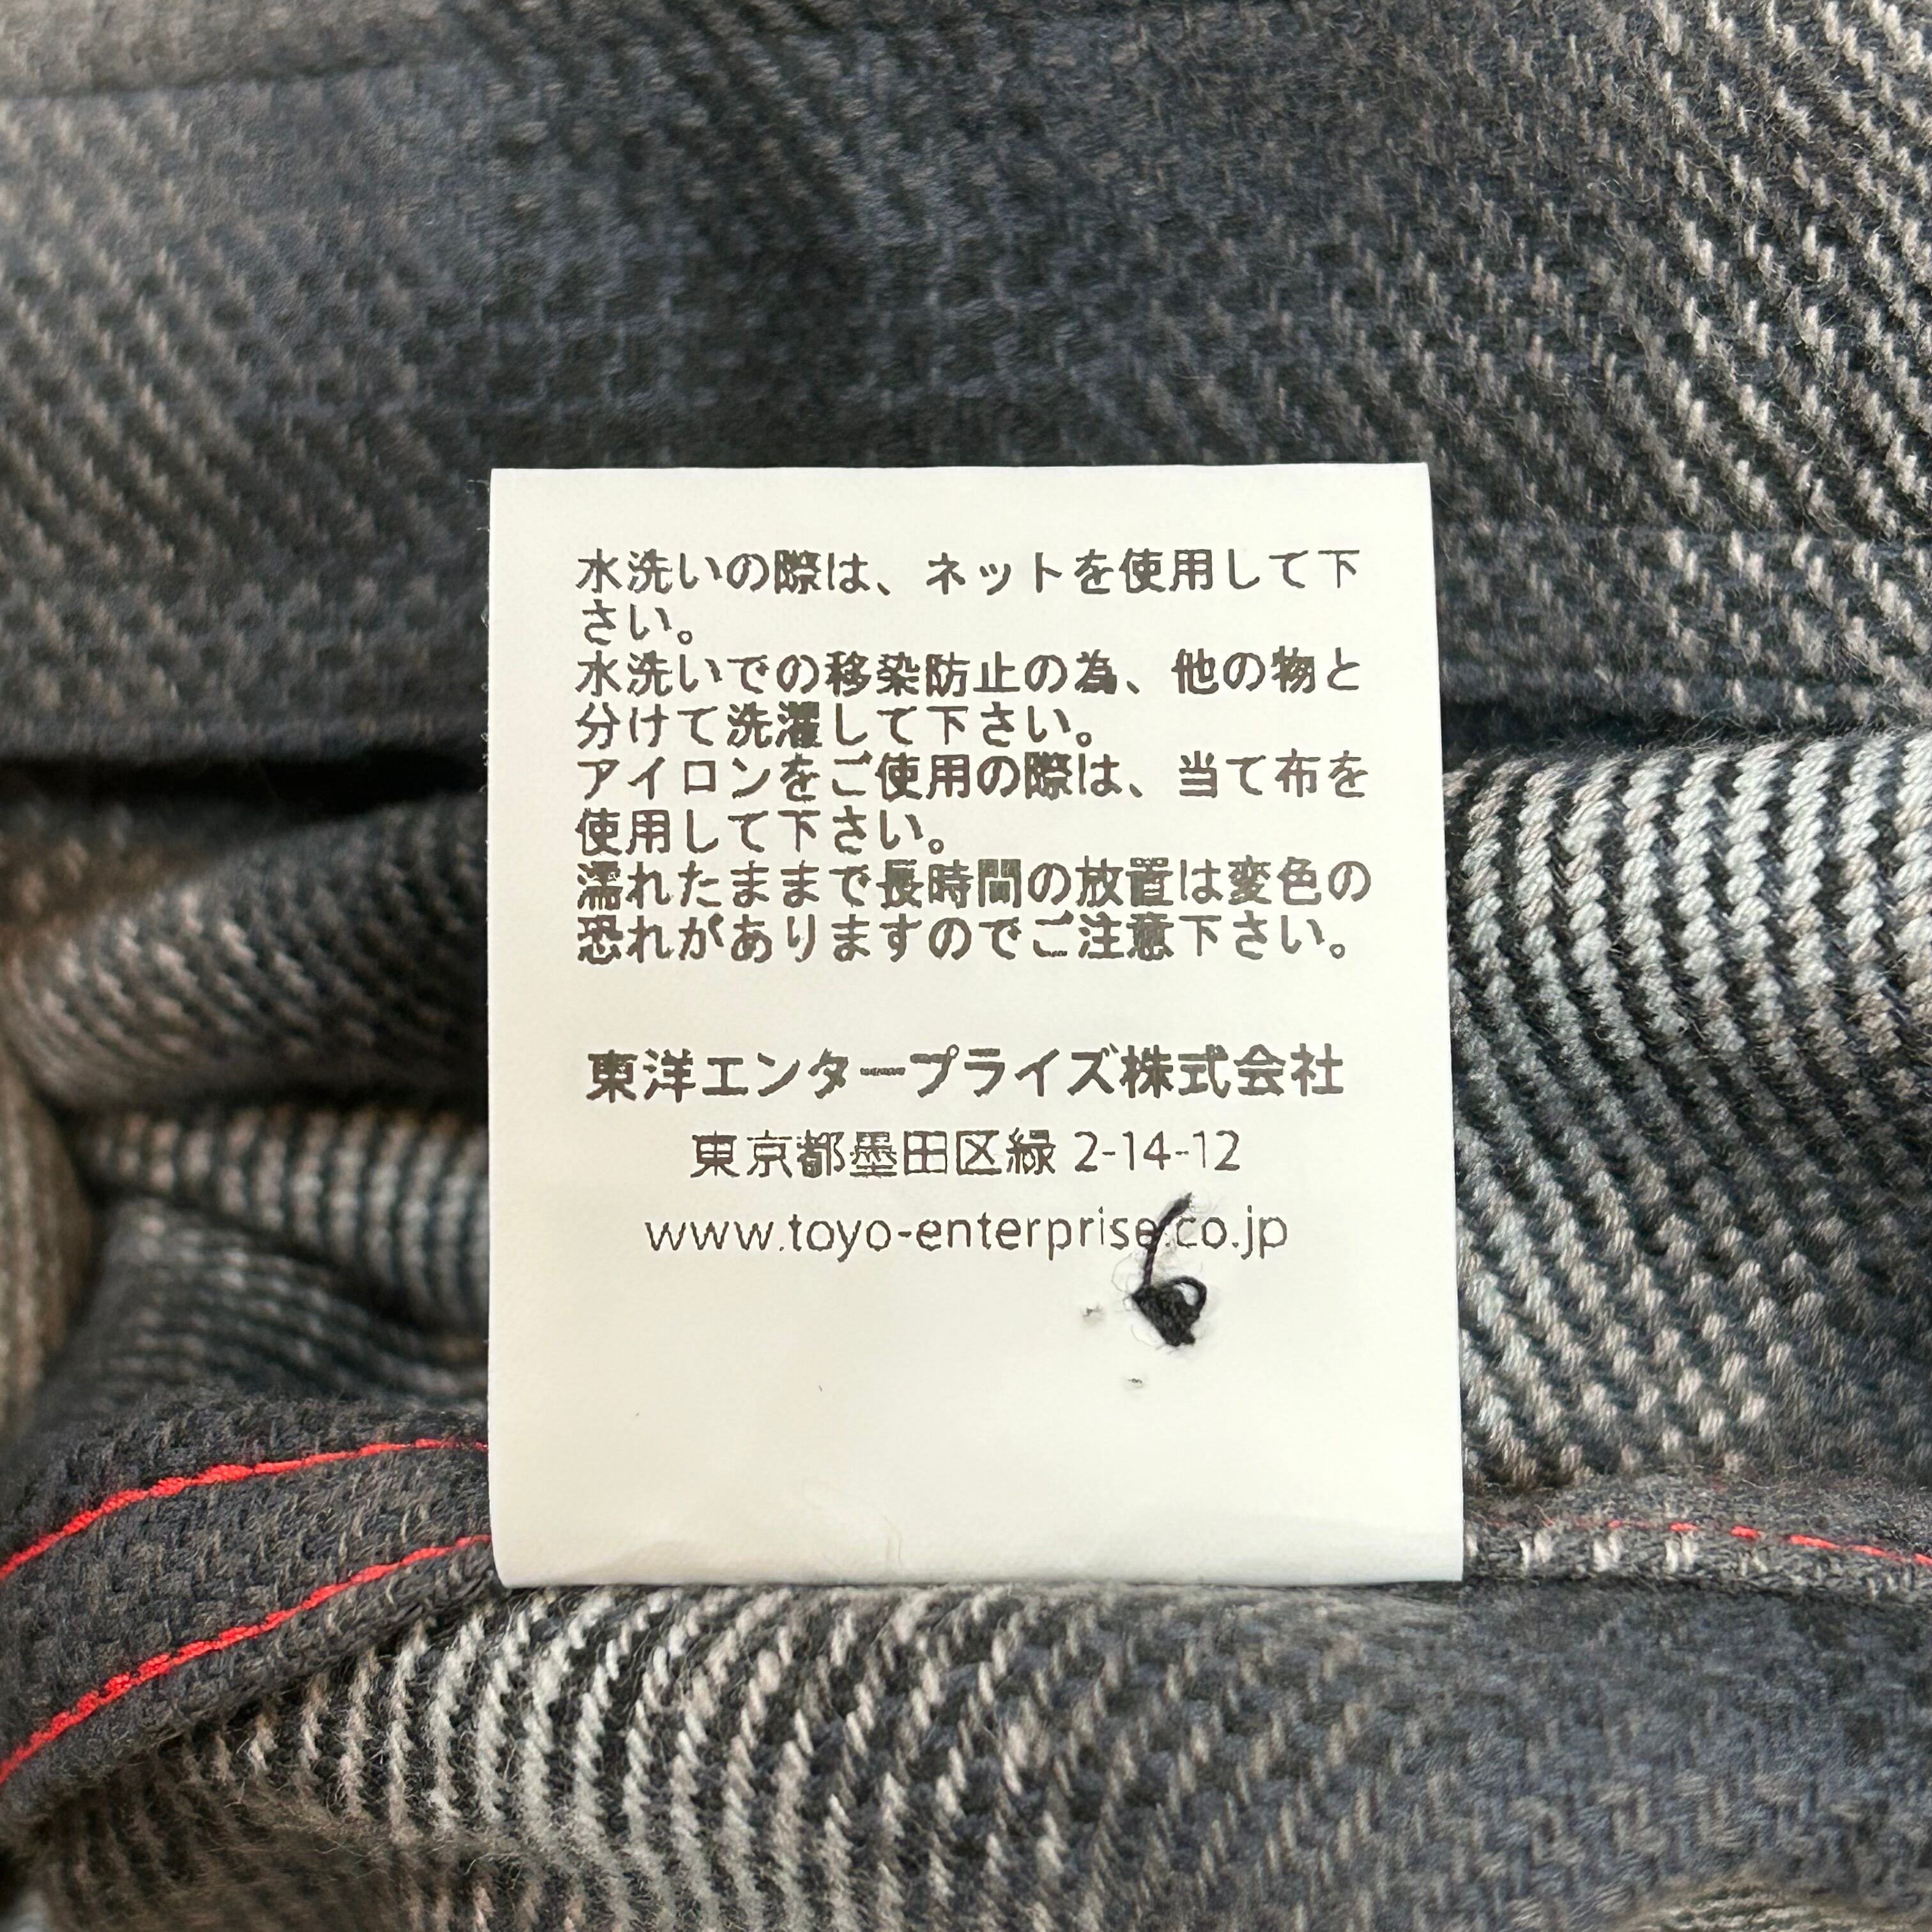 水洗いの際は、ネットを使用して下
さい。
水洗いでの移染防止の為、他の物と
分けて洗濯して下さい。
アイロンをご使用の際は、当て布を
使用して下さい。
濡れたままで長時間の放置は変色の
恐れがありますのでご注意下さい。
東洋エンタープライズ株式会社
東京都墨田区緑 2-14-12
www.toyo-enterprise.co.jp